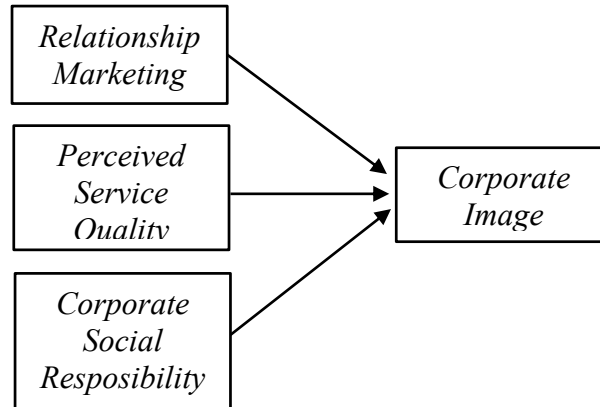 Relationship
Marketing
Perceived
Service
Quality
Corporate
Social
Resposibility
Corporate
Image